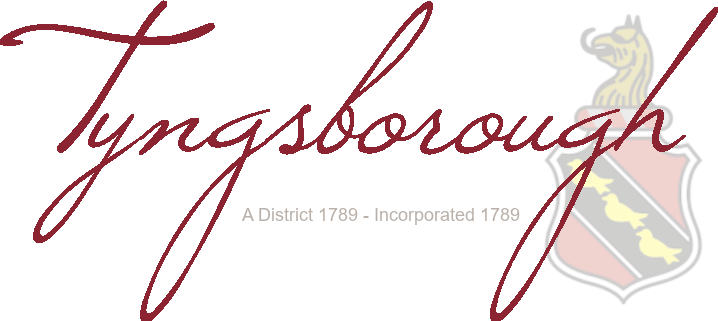 Tyngsborough
A District 1789 - Incorporated 1789